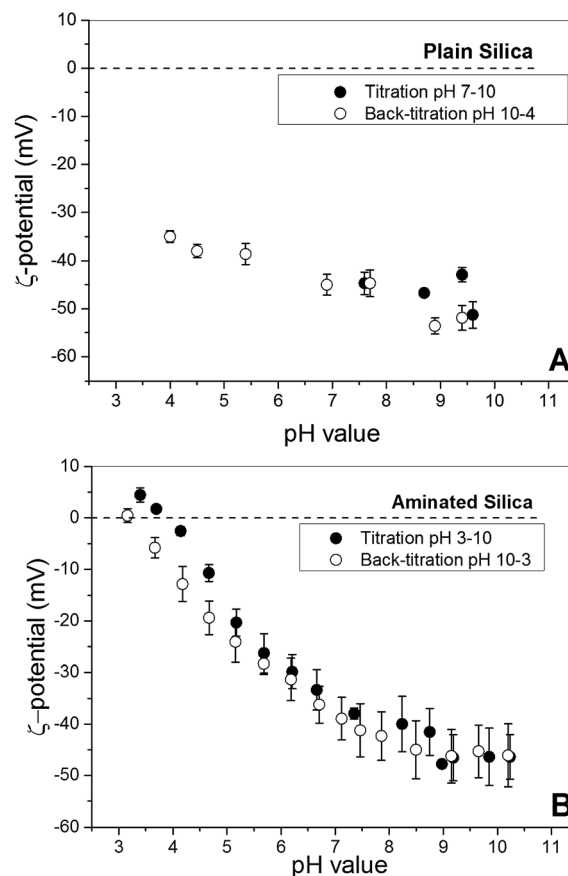 10
Plain Silica
0
Titration pH 7-10
Back-titration pH 10-4
-10
-20
-30
-40
-50
-60
ζ-potential (mV)
A
3 4 5 6 7 8 9 10 11
pH value
10
Aminated Silica
0
Titration pH 3-10
Back-titration pH 10-3
-10
-20
-30
-40
-50
-60
ζ–potential (mV)
B
3 4 5 6 7 8 9 10 11
pH value